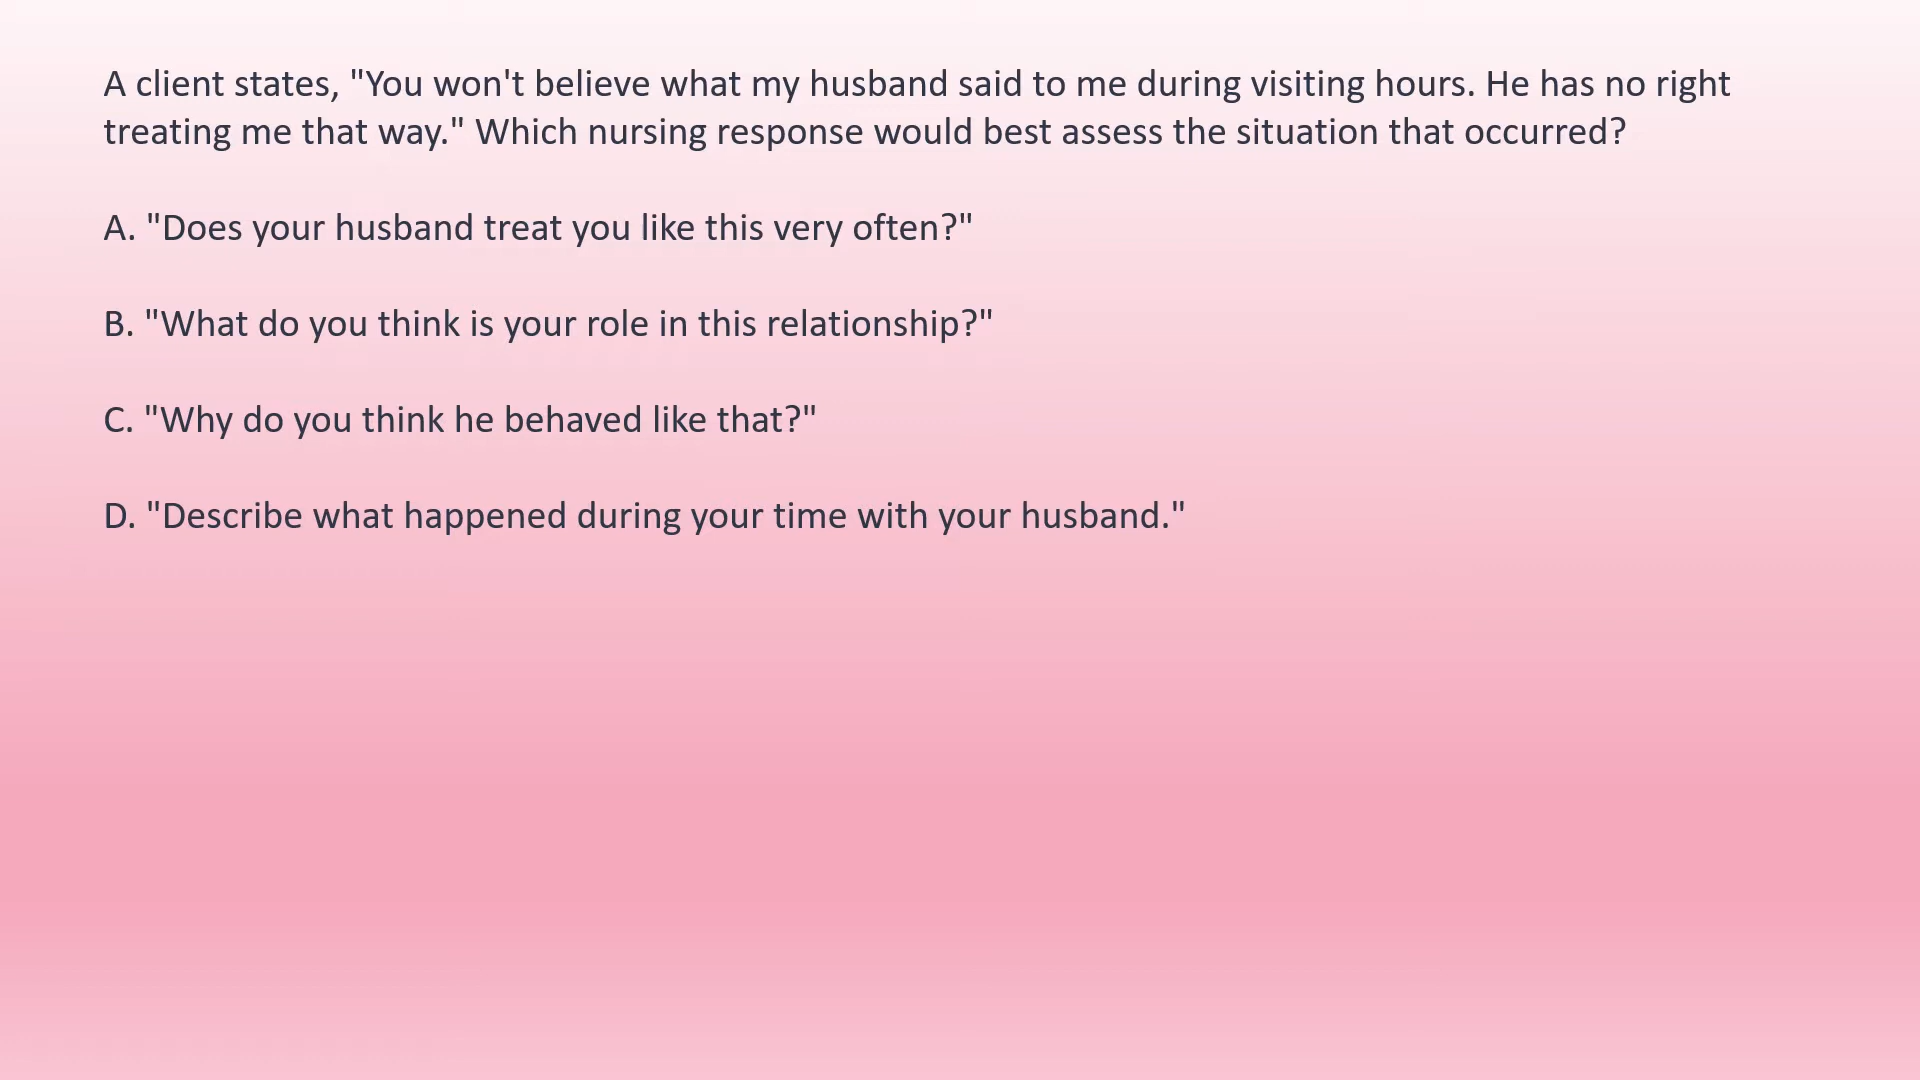 A client states, "You won't believe what my husband said to me during visiting hours. He has no right
treating me that way." Which nursing response would best assess the situation that occurred?
A. "Does your husband treat you like this very often?"
B. "What do you think is your role in this relationship?"
C. "Why do you think he behaved like that?"
D. "Describe what happened during your time with your husband."